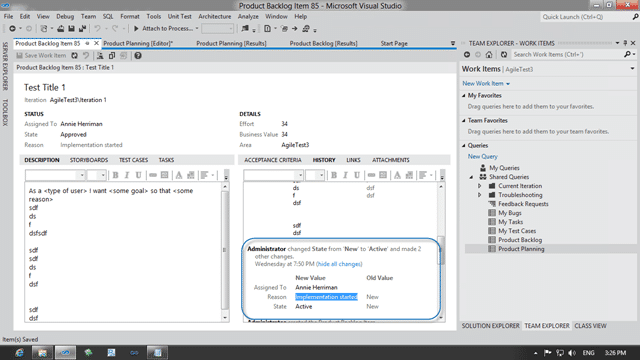 Product Backlog Item 85 - Microsoft Visual Studio
FILE EDIT VIEW DEBUG TEAM SQL TOOLS STORYBOARD TEST UNIT TEST ARCHITECTURE ANALYZE WINDOW HELP
Quick Launch (Ctrl+Q)
Attach to Process...
SERVER EXPLORER
TOOLBOX
Product Backlog Item 85
Product Planning [Editor]*
Product Planning [Results]
Product Backlog [Results]
Start Page
Save Work Item
Product Backlog Item 85 : Test Title 1
Test Title 1
Iteration AgileTest3\Iteration 1
STATUS
Assigned To Annie Herriman
State Approved
Reason Implementation started
DETAILS
Effort 34
Business Value 34
Area AgileTest3
DESCRIPTION STORYBOARDS TEST CASES TASKS
As a <type of user> I want <some goal> so that <some
reason>
sdf
ds
f
dsfsdf
sdf
sdf
ds
f
dsf
sdf
dsf
ACCEPTANCE CRITERIA HISTORY LINKS ATTACHMENTS
ds dsf
f dsf
dsf
sdf
dsf
Administrator changed State from 'New' to 'Active' and made 2
other changes.
Wednesday at 7:50 PM (hide all changes)
New Value Old Value
Assigned To Annie Herriman
Reason Implementation started New
State Active New
TEAM EXPLORER - WORK ITEMS
Search Work Items (Ctrl+')
Work Items | AgileTest3
New Work Item
My Favorites
Drag queries here to add them to your favorites.
Team Favorites
Drag queries here to add them to your team favorites.
Queries
New Query
My Queries
Shared Queries
Current Iteration
Troubleshooting
Feedback Requests
My Bugs
My Tasks
My Test Cases
Product Backlog
Product Planning
SOLUTION EXPLORER TEAM EXPLORER CLASS VIEW
Item(s) Saved
ENG 3:26 PM